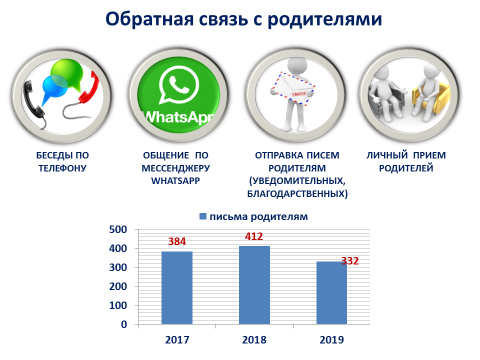 Обратная связь с родителями
WhatsApp
БЕСЕДЫ ПО
ТЕЛЕФОНУ
ОБЩЕНИЕ ПО
МЕССЕНДЖЕРУ
WHATSAPP
ОТПРАВКА ПИСЕМ
РОДИТЕЛЯМ
(УВЕДОМИТЕЛЬНЫХ,
БЛАГОДАРСТВЕННЫХ)
ЛИЧНЫЙ ПРИЕМ
РОДИТЕЛЕЙ
письма родителям
500
400
300
200
100
0
384
412
332
2017
2018
2019